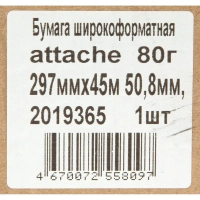 Бумага широкоформатная
attache 80г
297ммх45м 50,8мм,
2019365 1шт
4 670072 558097